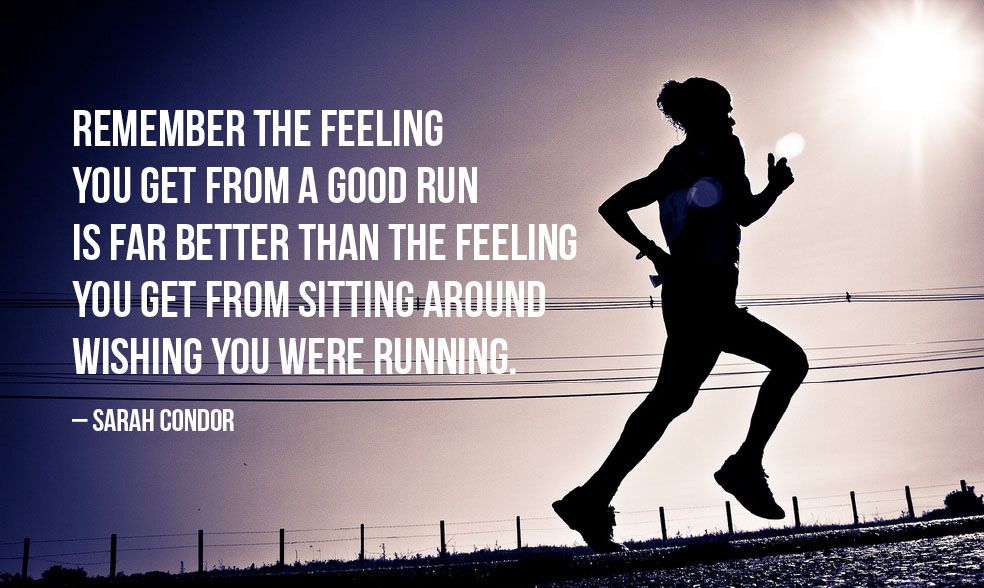 REMEMBER THE FEELING
YOU GET FROM A GOOD RUN
IS FAR BETTER THAN THE FEELING
YOU GET FROM SITTING AROUND
WISHING YOU WERE RUNNING.
– SARAH CONDOR